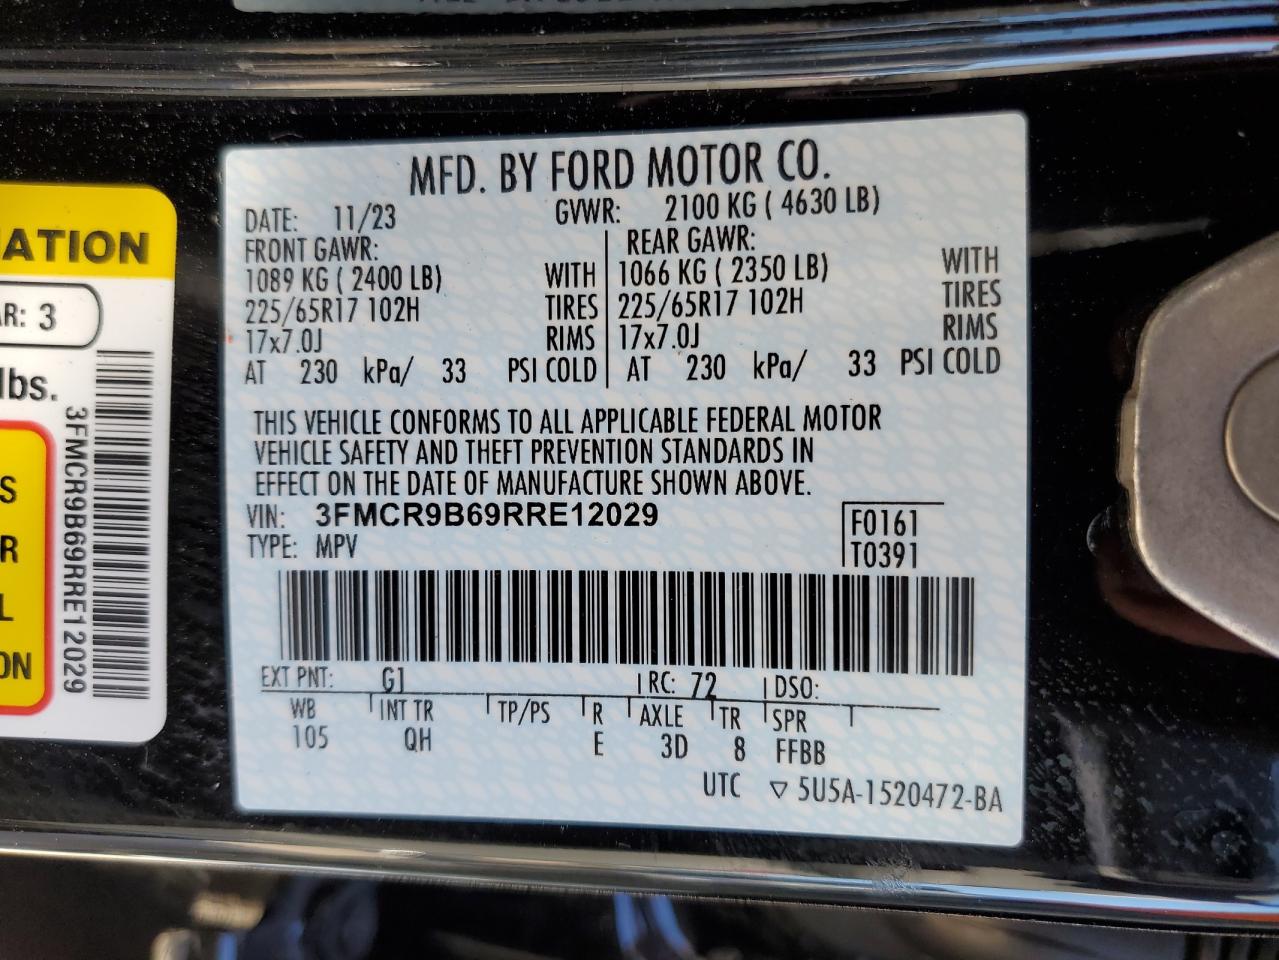 MFD. BY FORD MOTOR CO.
DATE: 11/23 GVWR: 2100 KG ( 4630 LB)
FRONT GAWR: REAR GAWR:
1089 KG ( 2400 LB) WITH 1066 KG ( 2350 LB) WITH
225/65R17 102H TIRES 225/65R17 102H TIRES
17x7.0J RIMS 17x7.0J RIMS
AT 230 kPa/ 33 PSI COLD AT 230 kPa/ 33 PSI COLD
THIS VEHICLE CONFORMS TO ALL APPLICABLE FEDERAL MOTOR
VEHICLE SAFETY AND THEFT PREVENTION STANDARDS IN
EFFECT ON THE DATE OF MANUFACTURE SHOWN ABOVE.
VIN: 3FMCR9B69RRE12029 F0161
TYPE: MPV T0391
EXT PNT: G1 RC: 72 DSO:
WB INT TR TP/PS R AXLE TR SPR
105 QH E 3D 8 FFBB
UTC ▽ 5U5A-1520472-BA
ATION
AR: 3
lbs.
3FMCR9B69RRE12029
S
R
L
ON